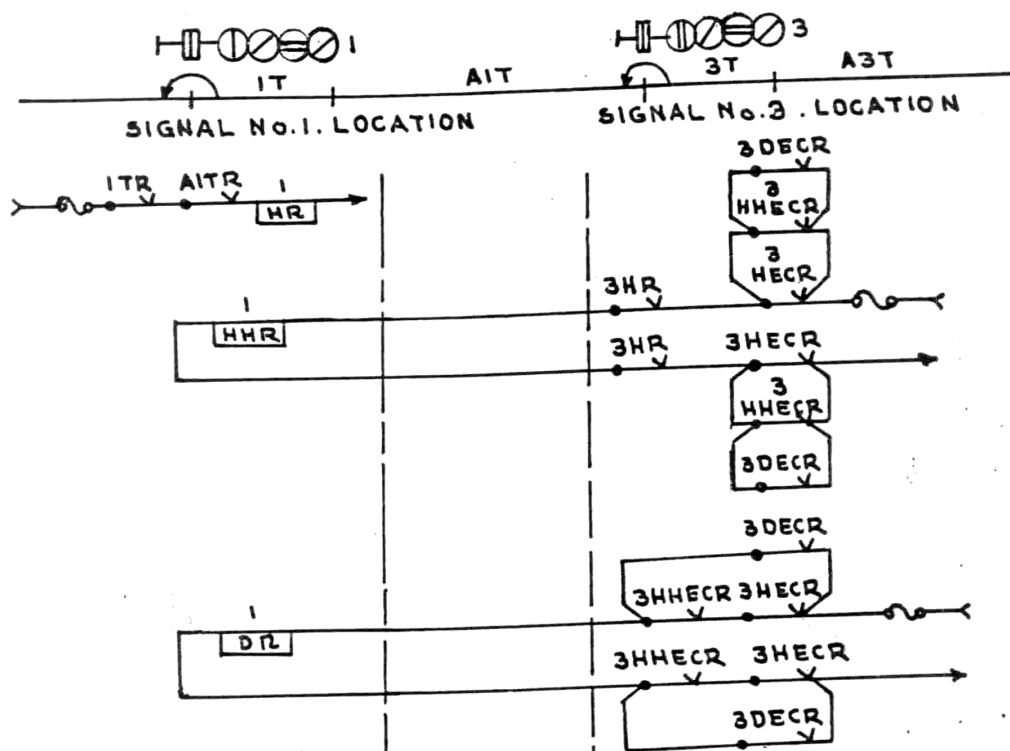 1
3
1T
A1T
3T
A3T
SIGNAL No.1. LOCATION
SIGNAL No.3. LOCATION
3DECR
1TR
A1TR
1
HR
3
HHECR
3
HECR
1
HHR
3HR
3HR
3HECR
3
HHECR
3DECR
3DECR
1
DR
3HHECR
3HECR
3HHECR
3HECR
3DECR